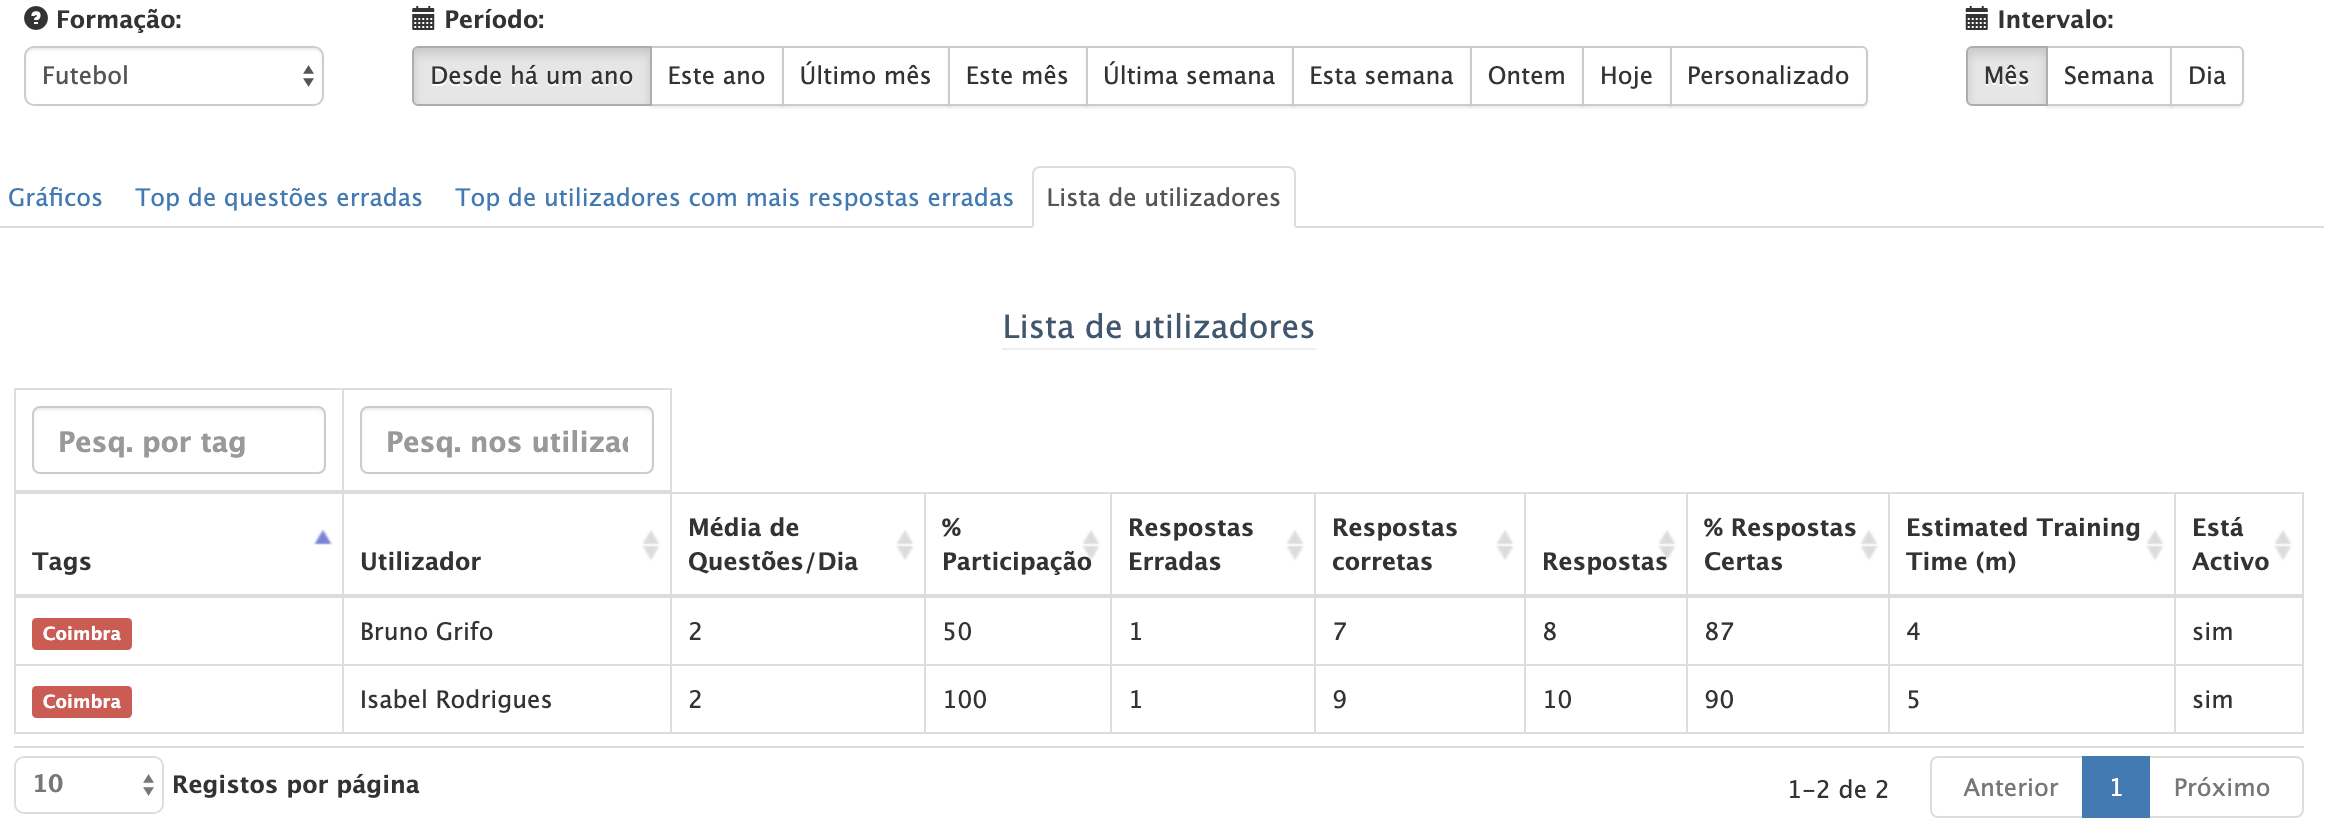 Formação:
Período:
Intervalo:
Futebol
Desde há um ano Este ano Último mês Este mês Última semana Esta semana Ontem Hoje Personalizado
Mês Semana Dia
Gráficos Top de questões erradas Top de utilizadores com mais respostas erradas Lista de utilizadores
Lista de utilizadores
Pesq. por tag Pesq. nos
Tags Utilizador Média de Questões/Dia % Participação Respostas Erradas Respostas corretas Respostas % Respostas Certas Estimated Training Time (m) Está Activo
Coimbra Bruno Grifo 2 50 1 7 8 87 4 sim
Coimbra Isabel Rodrigues 2 100 1 9 10 90 5 sim
10 Registos por página 1-2 de 2 Anterior 1 Próximo